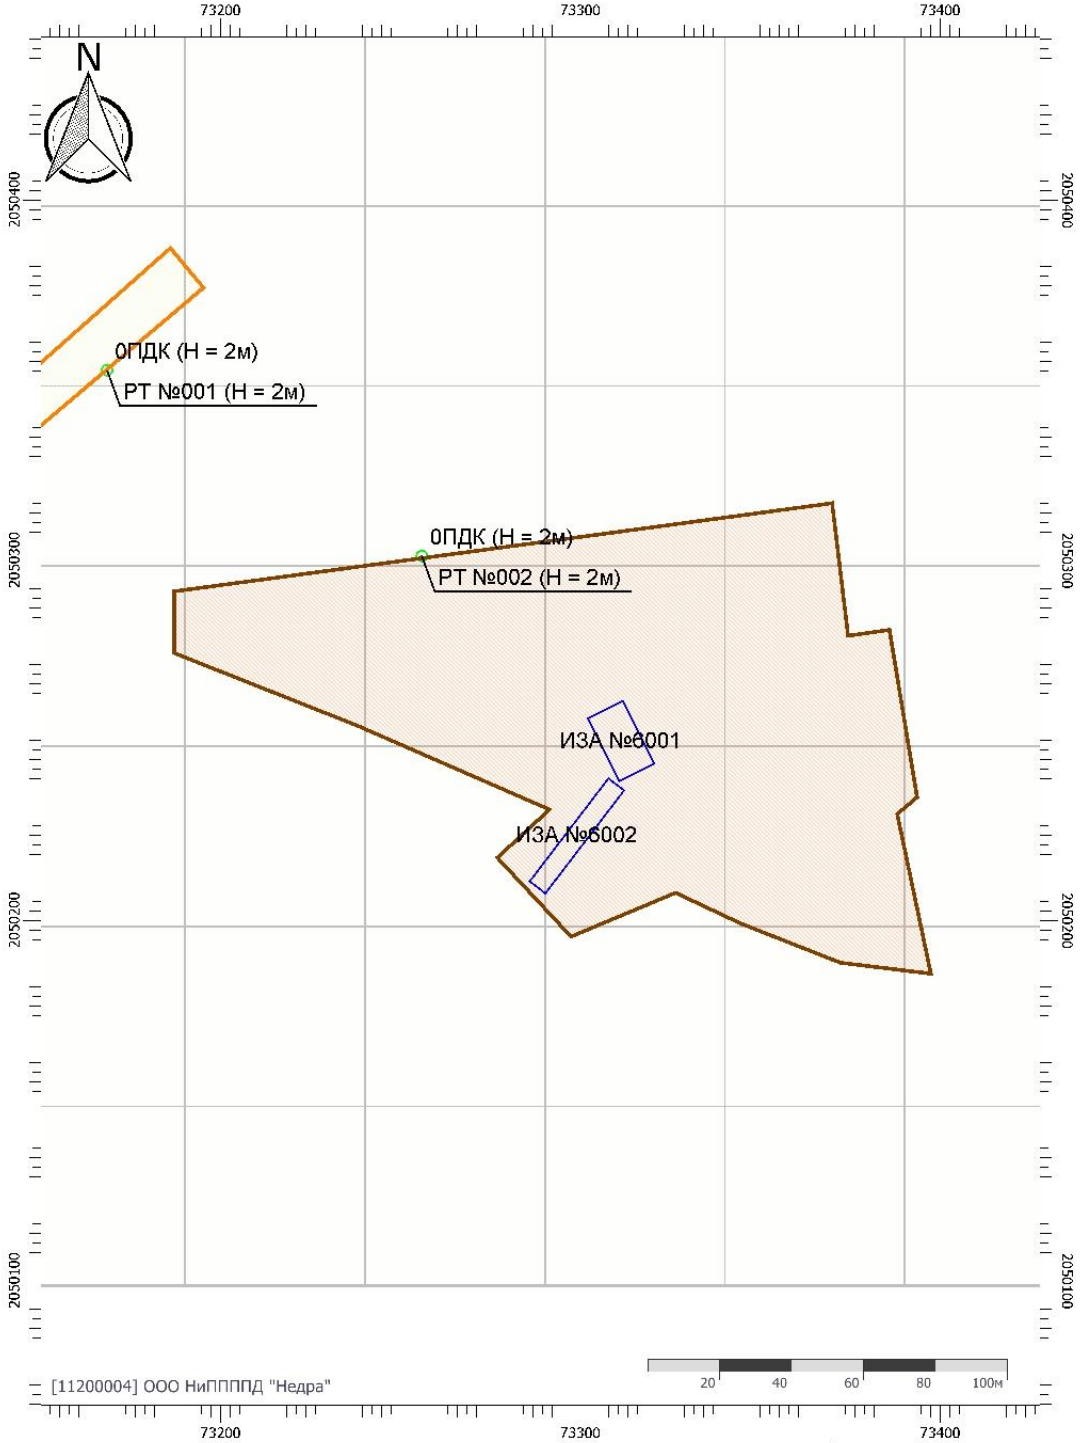 73200 73300 73400
N
2050400 2050400
0ПДК (Н = 2м)
РТ №001 (Н = 2м)
0ПДК (Н = 2м)
РТ №002 (Н = 2м)
2050300 2050300
ИЗА №6001
ИЗА №6002
2050200 2050200
2050100 2050100
20 40 60 80 100м
[11200004] ООО НиППППД "Недра"
73200 73300 73400